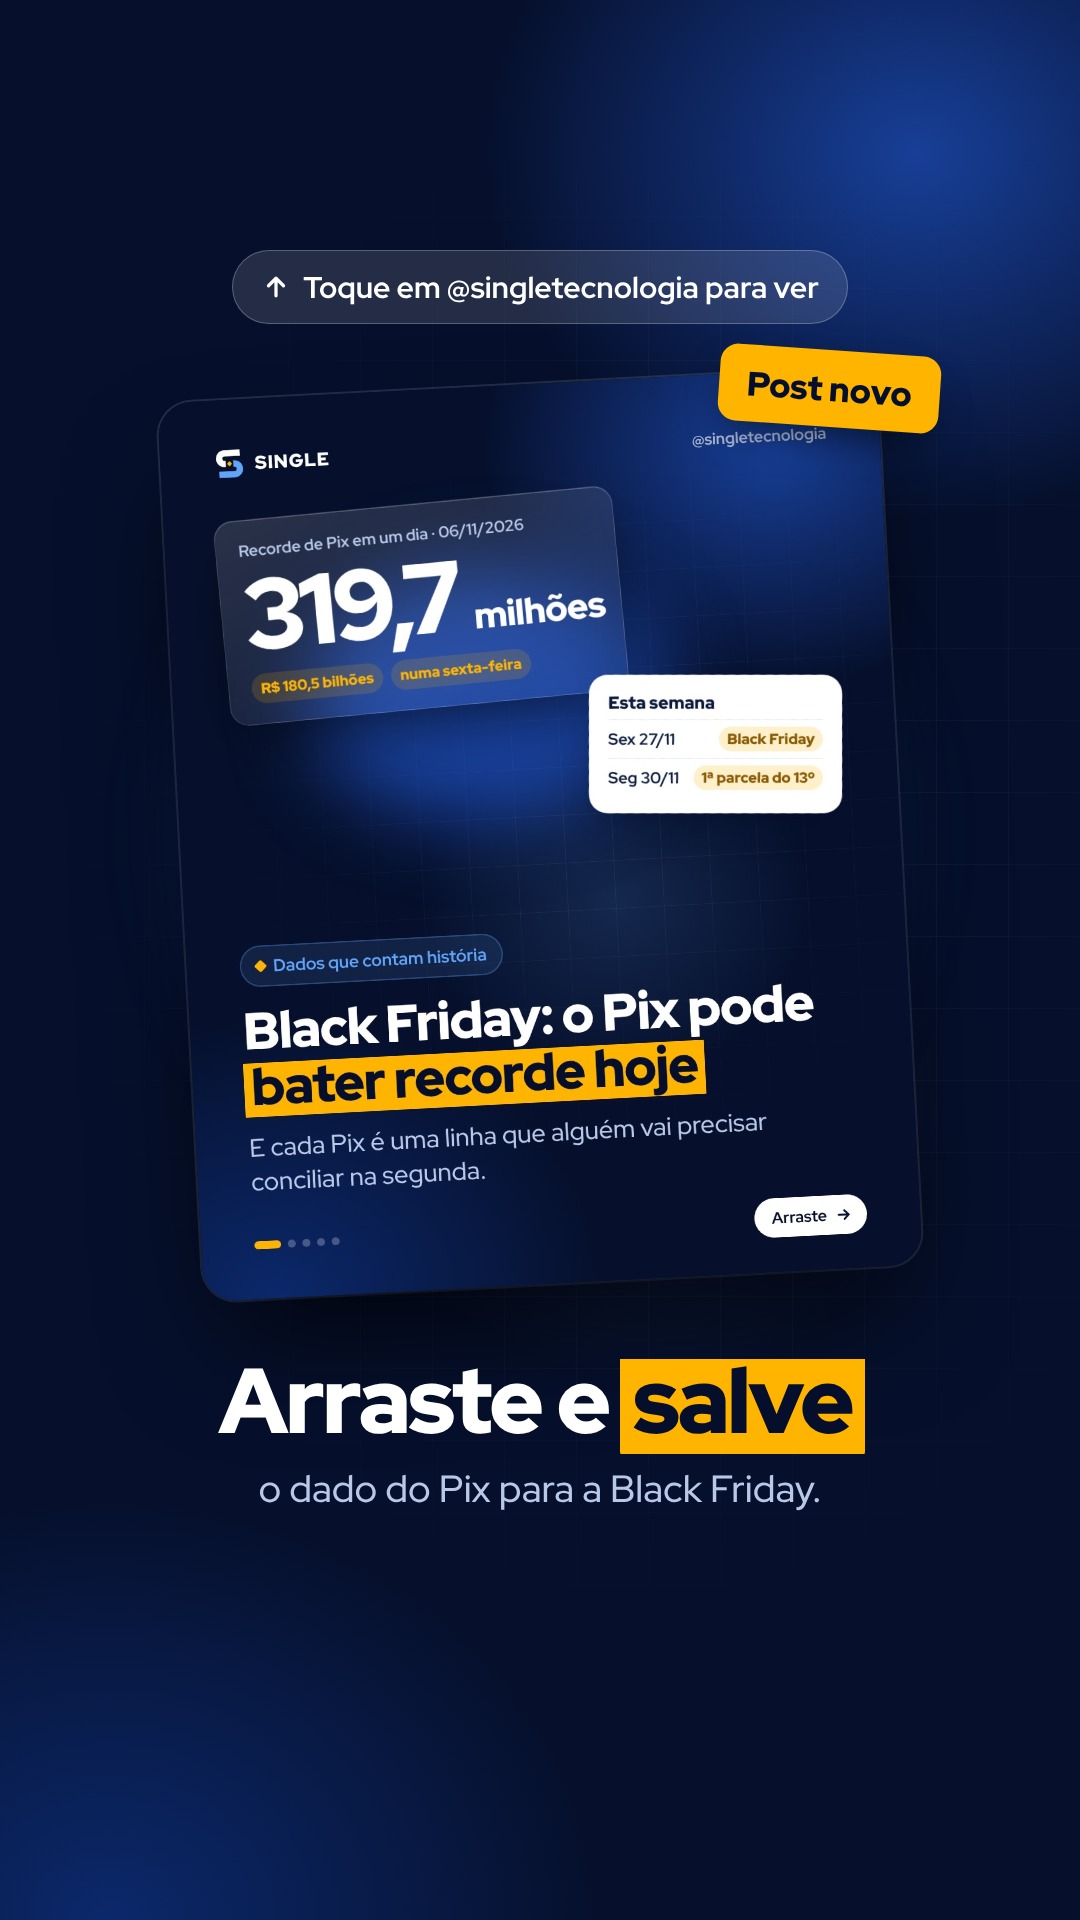 ↑ Toque em @singletecnologia para ver
Post novo
@singletecnologia
SINGLE
Recorde de Pix em um dia · 06/11/2026
319,7 milhões
R$ 180,5 bilhões numa sexta-feira
Esta semana
Sex 27/11 Black Friday
Seg 30/11 1ª parcela do 13º
Dados que contam história
Black Friday: o Pix pode
bater recorde hoje
E cada Pix é uma linha que alguém vai precisar
conciliar na segunda.
Arraste →
Arraste e salve
o dado do Pix para a Black Friday.